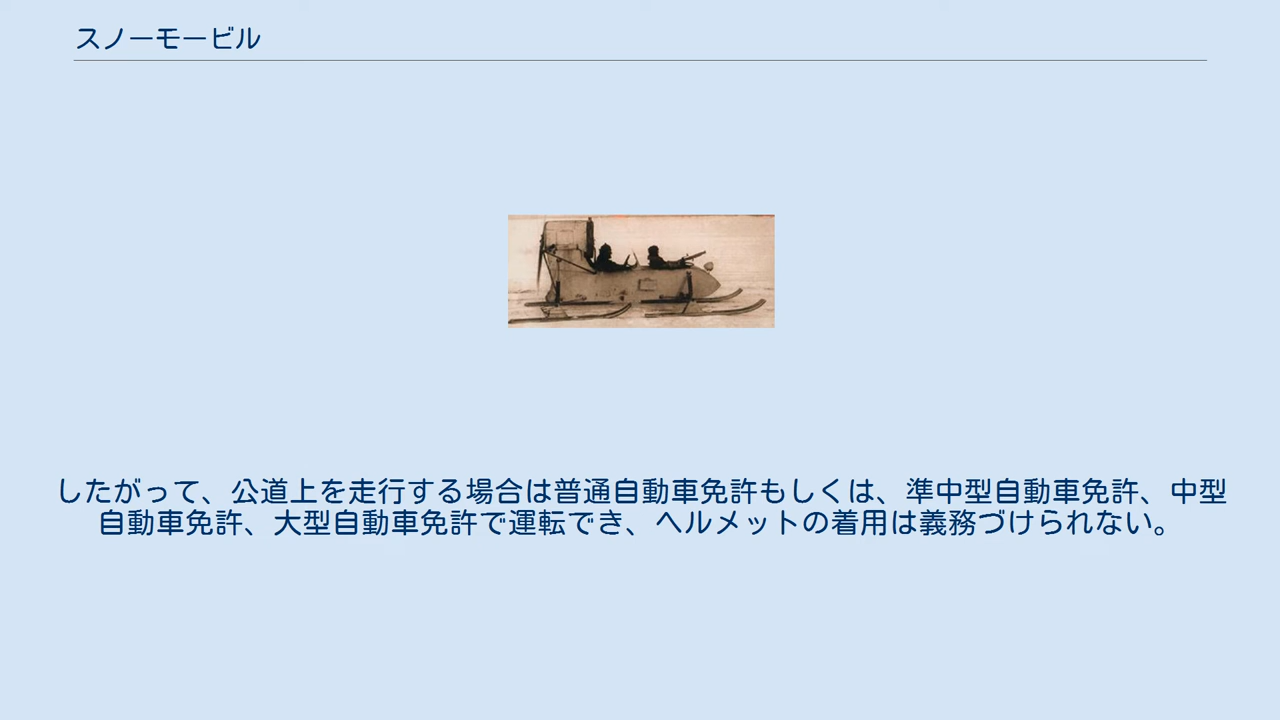 スノーモービル
したがって、公道上を走行する場合は普通自動車免許もしくは、準中型自動車免許、中型
自動車免許、大型自動車免許で運転でき、ヘルメットの着用は義務づけられない。